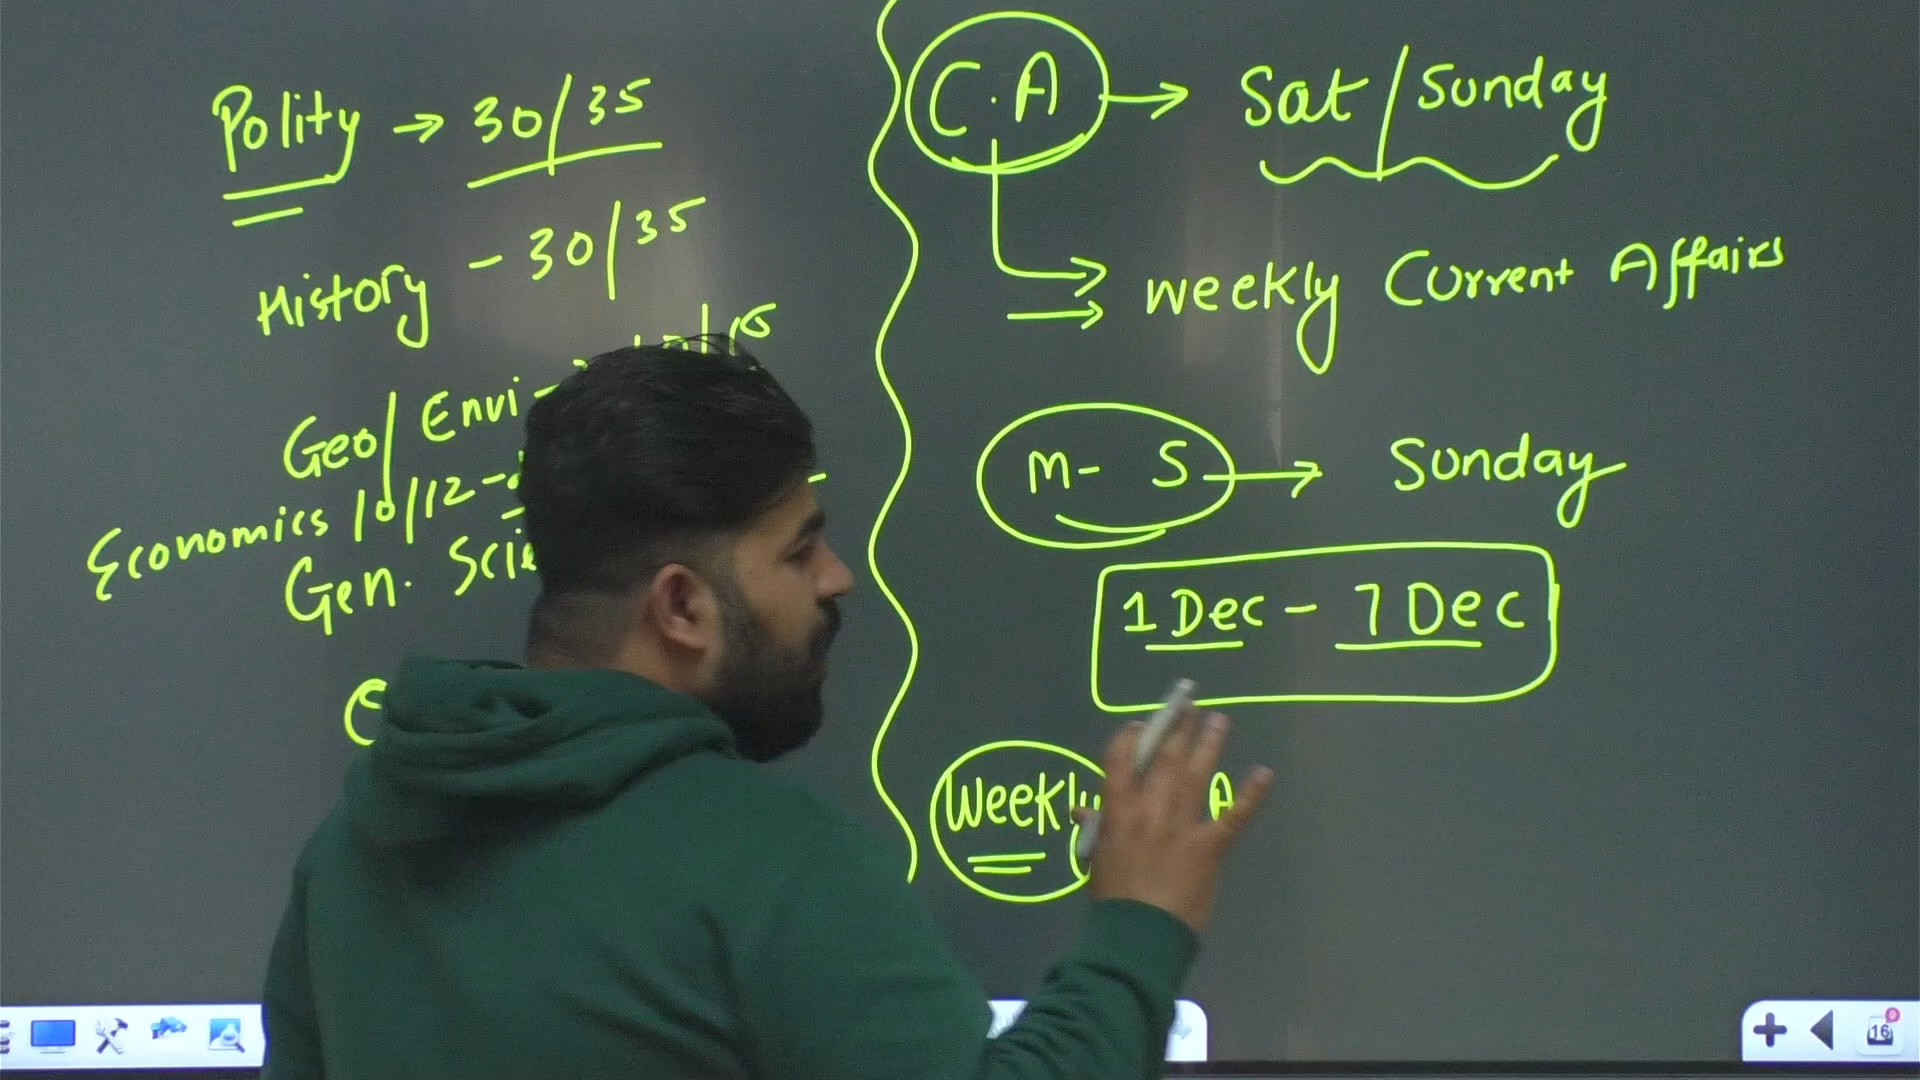 Polity → 30/35
History - 30/35
Geo/Envi -
Economics 10/12 -
Gen.
C.A → Sat/Sunday
Weekly Current Affairs
M- S → Sunday
1 Dec - 7 Dec
Weekly A
16